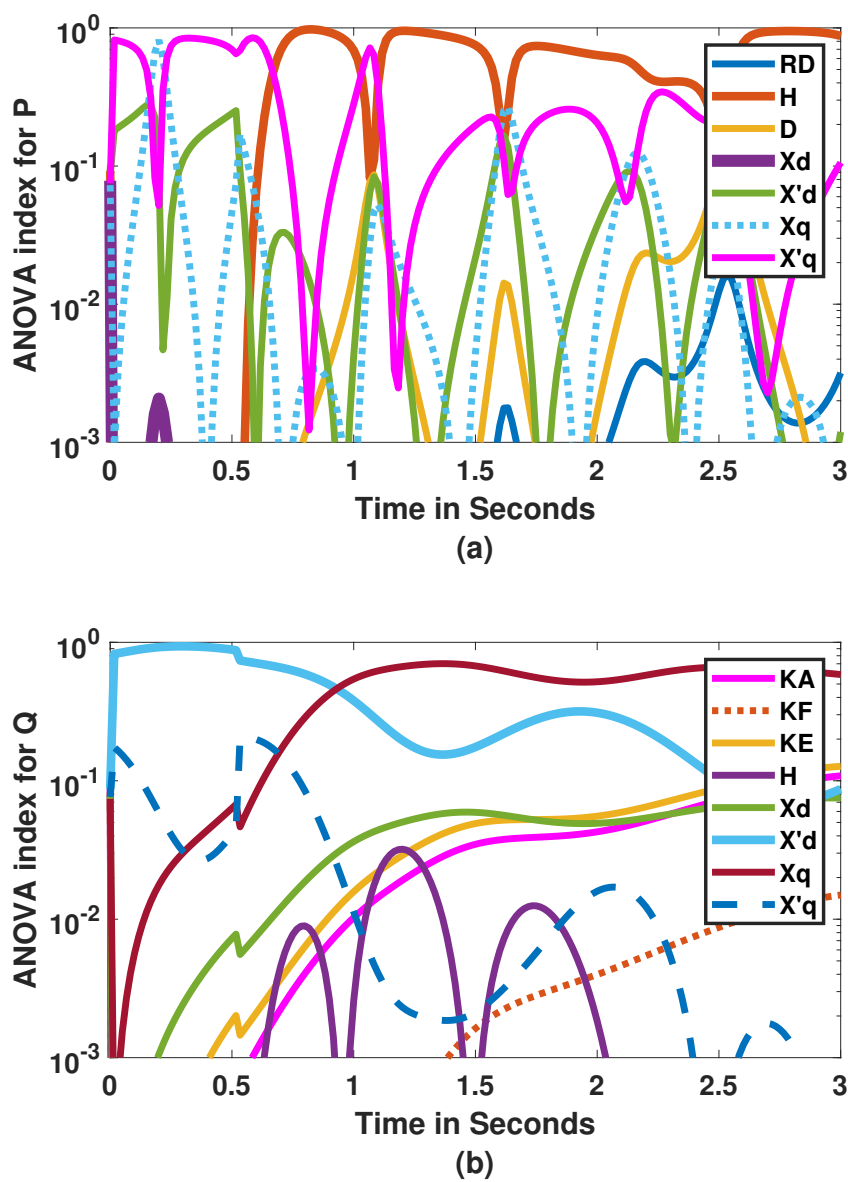 ANOVA index for P
10^0
10^-1
10^-2
10^-3
RD
H
D
Xd
X'd
Xq
X'q
0 0.5 1 1.5 2 2.5 3
Time in Seconds
(a)
ANOVA index for Q
10^0
10^-1
10^-2
10^-3
KA
KF
KE
H
Xd
X'd
Xq
X'q
0 0.5 1 1.5 2 2.5 3
Time in Seconds
(b)